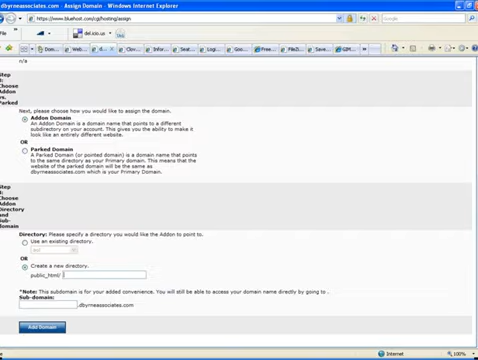 dbyrneassociates.com - Assign Domain - Windows Internet Explorer
https://www.bluehost.com/cgi/hosting/assign
File
del.icio.us
n/a
Step
3:
Choose
Addon
vs.
Parked
Next, please choose how you would like to assign the domain.
Addon Domain
An Addon Domain is a domain name that points to a different
subdirectory on your account. This gives you the ability to make it
look like an entirely different website.
OR
Parked Domain
A Parked Domain (or pointed domain) is a domain name that points
to the same directory as your Primary domain. This means that the
website of the parked domain will be the same as
dbyrneassociates.com which is your Primary Domain.
Step
Choose
Addon
Directory
and
Sub-
domain
Directory: Please specify a directory you would like the Addon to point to.
Use an existing directory.
OR
Create a new directory.
public_html/
*Note: This subdomain is for your added convenience. You will still be able to access your domain name directly by going to .
Sub-domain:
.dbyrneassociates.com
Add Domain
Internet
100%